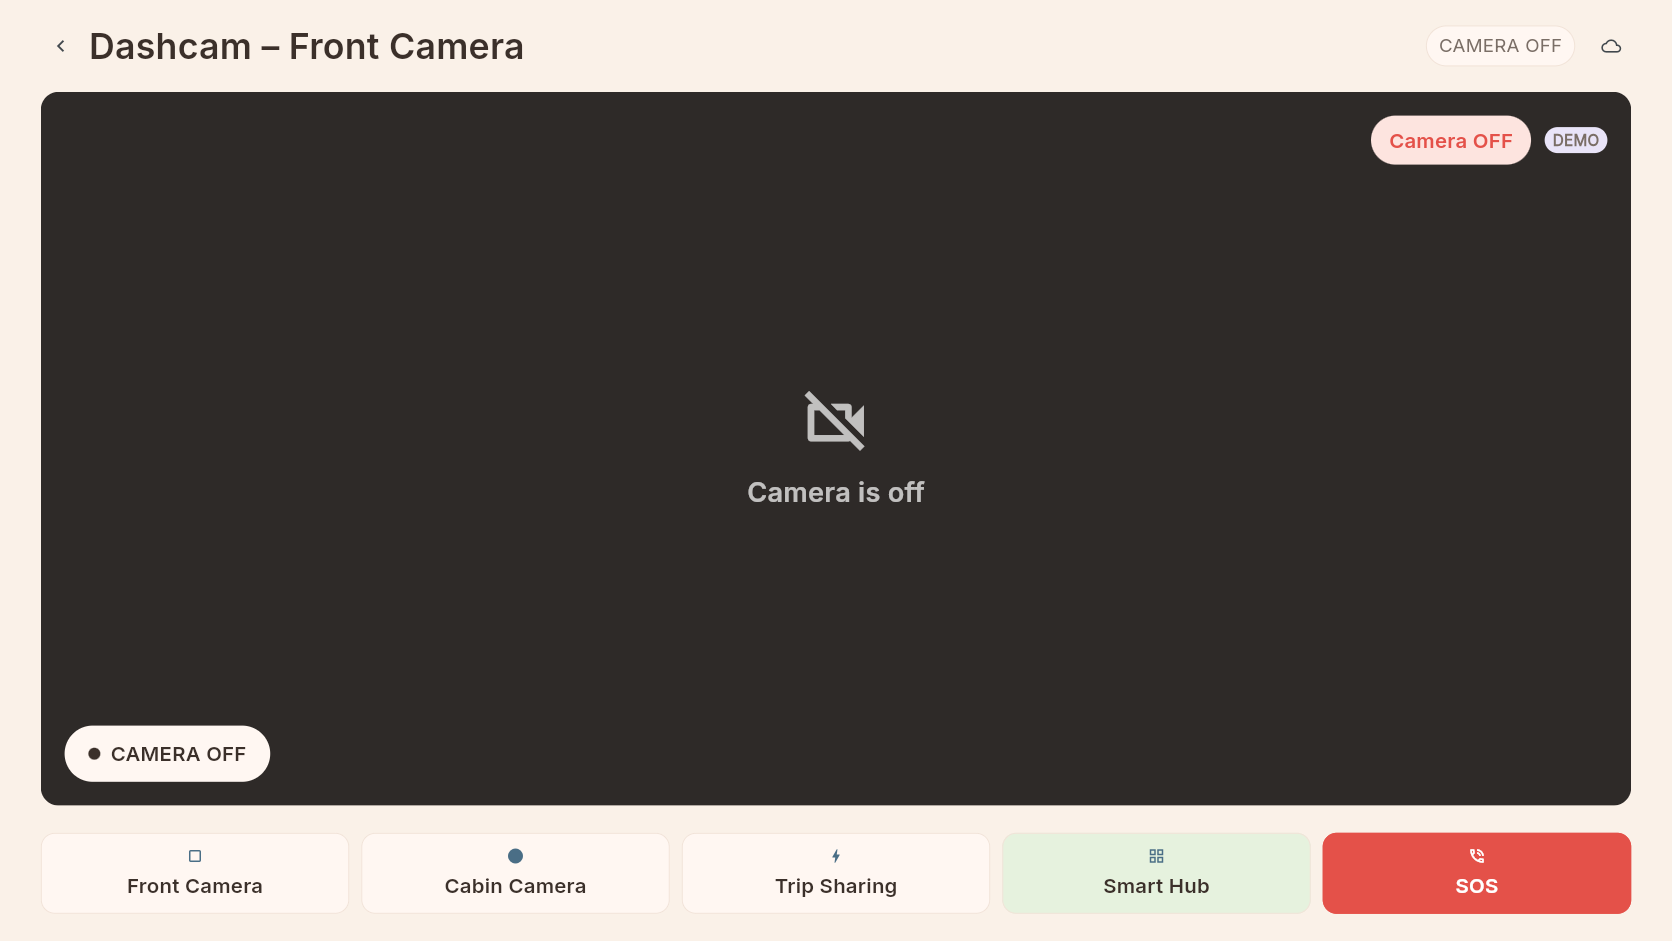 Dashcam – Front Camera
CAMERA OFF
Camera OFF
DEMO
Camera is off
CAMERA OFF
Front Camera
Cabin Camera
Trip Sharing
Smart Hub
SOS